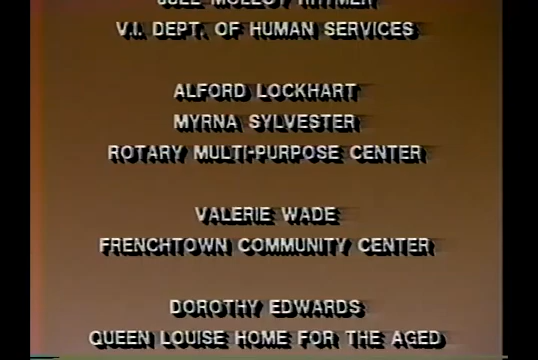 V.I. DEPT. OF HUMAN SERVICES
ALFORD LOCKHART
MYRNA SYLVESTER
ROTARY MULTI-PURPOSE CENTER
VALERIE WADE
FRENCHTOWN COMMUNITY CENTER
DOROTHY EDWARDS
QUEEN LOUISE HOME FOR THE AGED